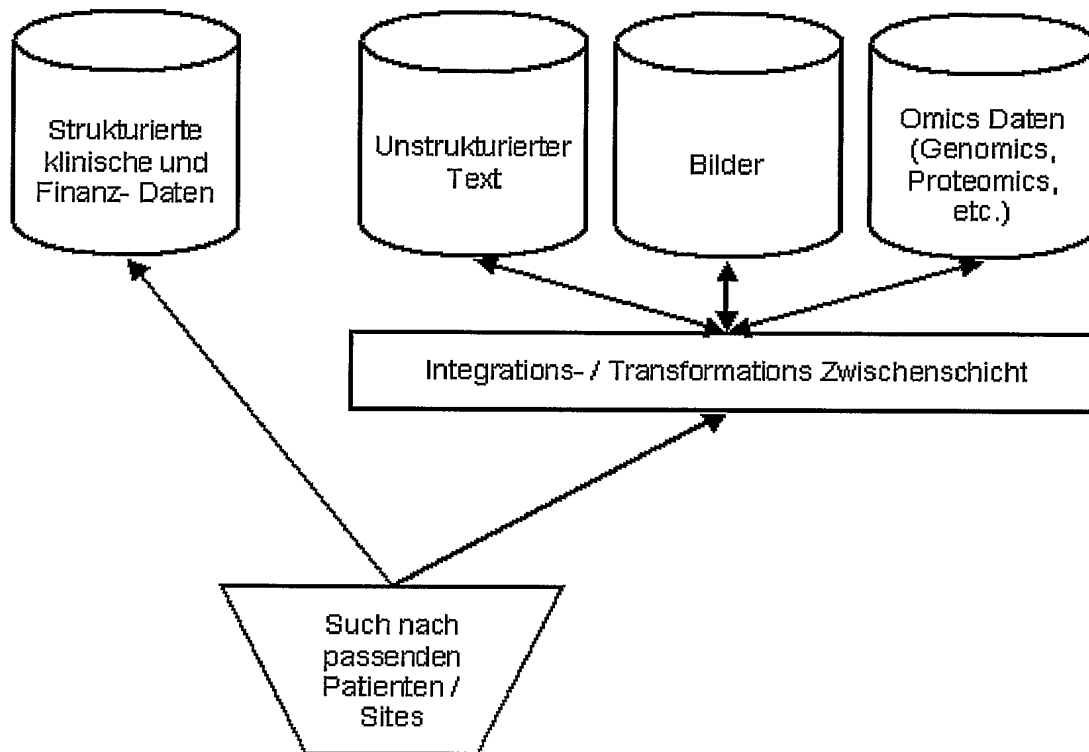 Strukturierte
klinische und
Finanz- Daten
Unstrukturierter
Text
Bilder
Omics Daten
(Genomics,
Proteomics,
etc.)
Integrations- / Transformations Zwischenschicht
Such nach
passenden
Patienten /
Sites